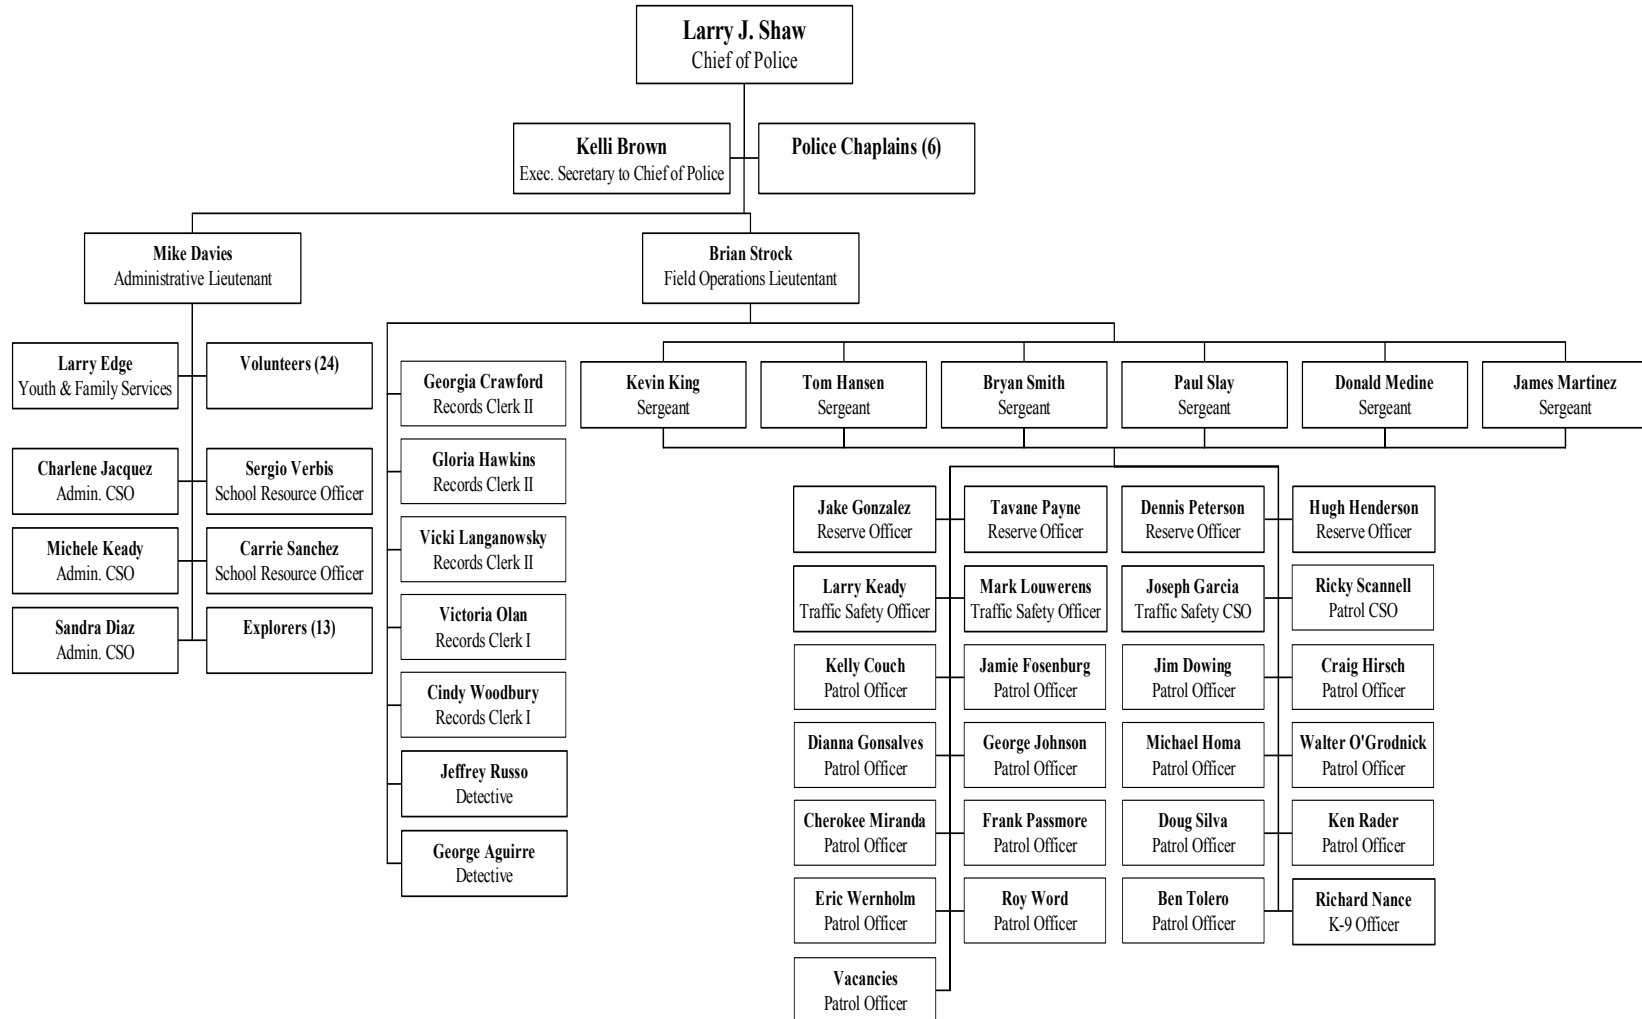 Larry J. Shaw
Chief of Police
Kelli Brown
Exec. Secretary to Chief of Police
Police Chaplains (6)
Mike Davies
Administrative Lieutenant
Brian Strock
Field Operations Lieutentant
Larry Edge
Youth & Family Services
Volunteers (24)
Charlene Jacquez
Admin. CSO
Sergio Verbis
School Resource Officer
Michele Keady
Admin. CSO
Carrie Sanchez
School Resource Officer
Sandra Diaz
Admin. CSO
Explorers (13)
Georgia Crawford
Records Clerk II
Gloria Hawkins
Records Clerk II
Vicki Langanowsky
Records Clerk II
Victoria Olan
Records Clerk I
Cindy Woodbury
Records Clerk I
Jeffrey Russo
Detective
George Aguirre
Detective
Kevin King
Sergeant
Tom Hansen
Sergeant
Bryan Smith
Sergeant
Paul Slay
Sergeant
Donald Medine
Sergeant
James Martinez
Sergeant
Jake Gonzalez
Reserve Officer
Tavane Payne
Reserve Officer
Dennis Peterson
Reserve Officer
Hugh Henderson
Reserve Officer
Larry Keady
Traffic Safety Officer
Mark Louwerens
Traffic Safety Officer
Joseph Garcia
Traffic Safety CSO
Ricky Scannell
Patrol CSO
Kelly Couch
Patrol Officer
Jamie Fosenburg
Patrol Officer
Jim Dowing
Patrol Officer
Craig Hirsch
Patrol Officer
Dianna Gonsalves
Patrol Officer
George Johnson
Patrol Officer
Michael Homa
Patrol Officer
Walter O'Grodnick
Patrol Officer
Cherokee Miranda
Patrol Officer
Frank Passmore
Patrol Officer
Doug Silva
Patrol Officer
Ken Rader
Patrol Officer
Eric Wernholm
Patrol Officer
Roy Word
Patrol Officer
Ben Tolero
Patrol Officer
Richard Nance
K-9 Officer
Vacancies
Patrol Officer